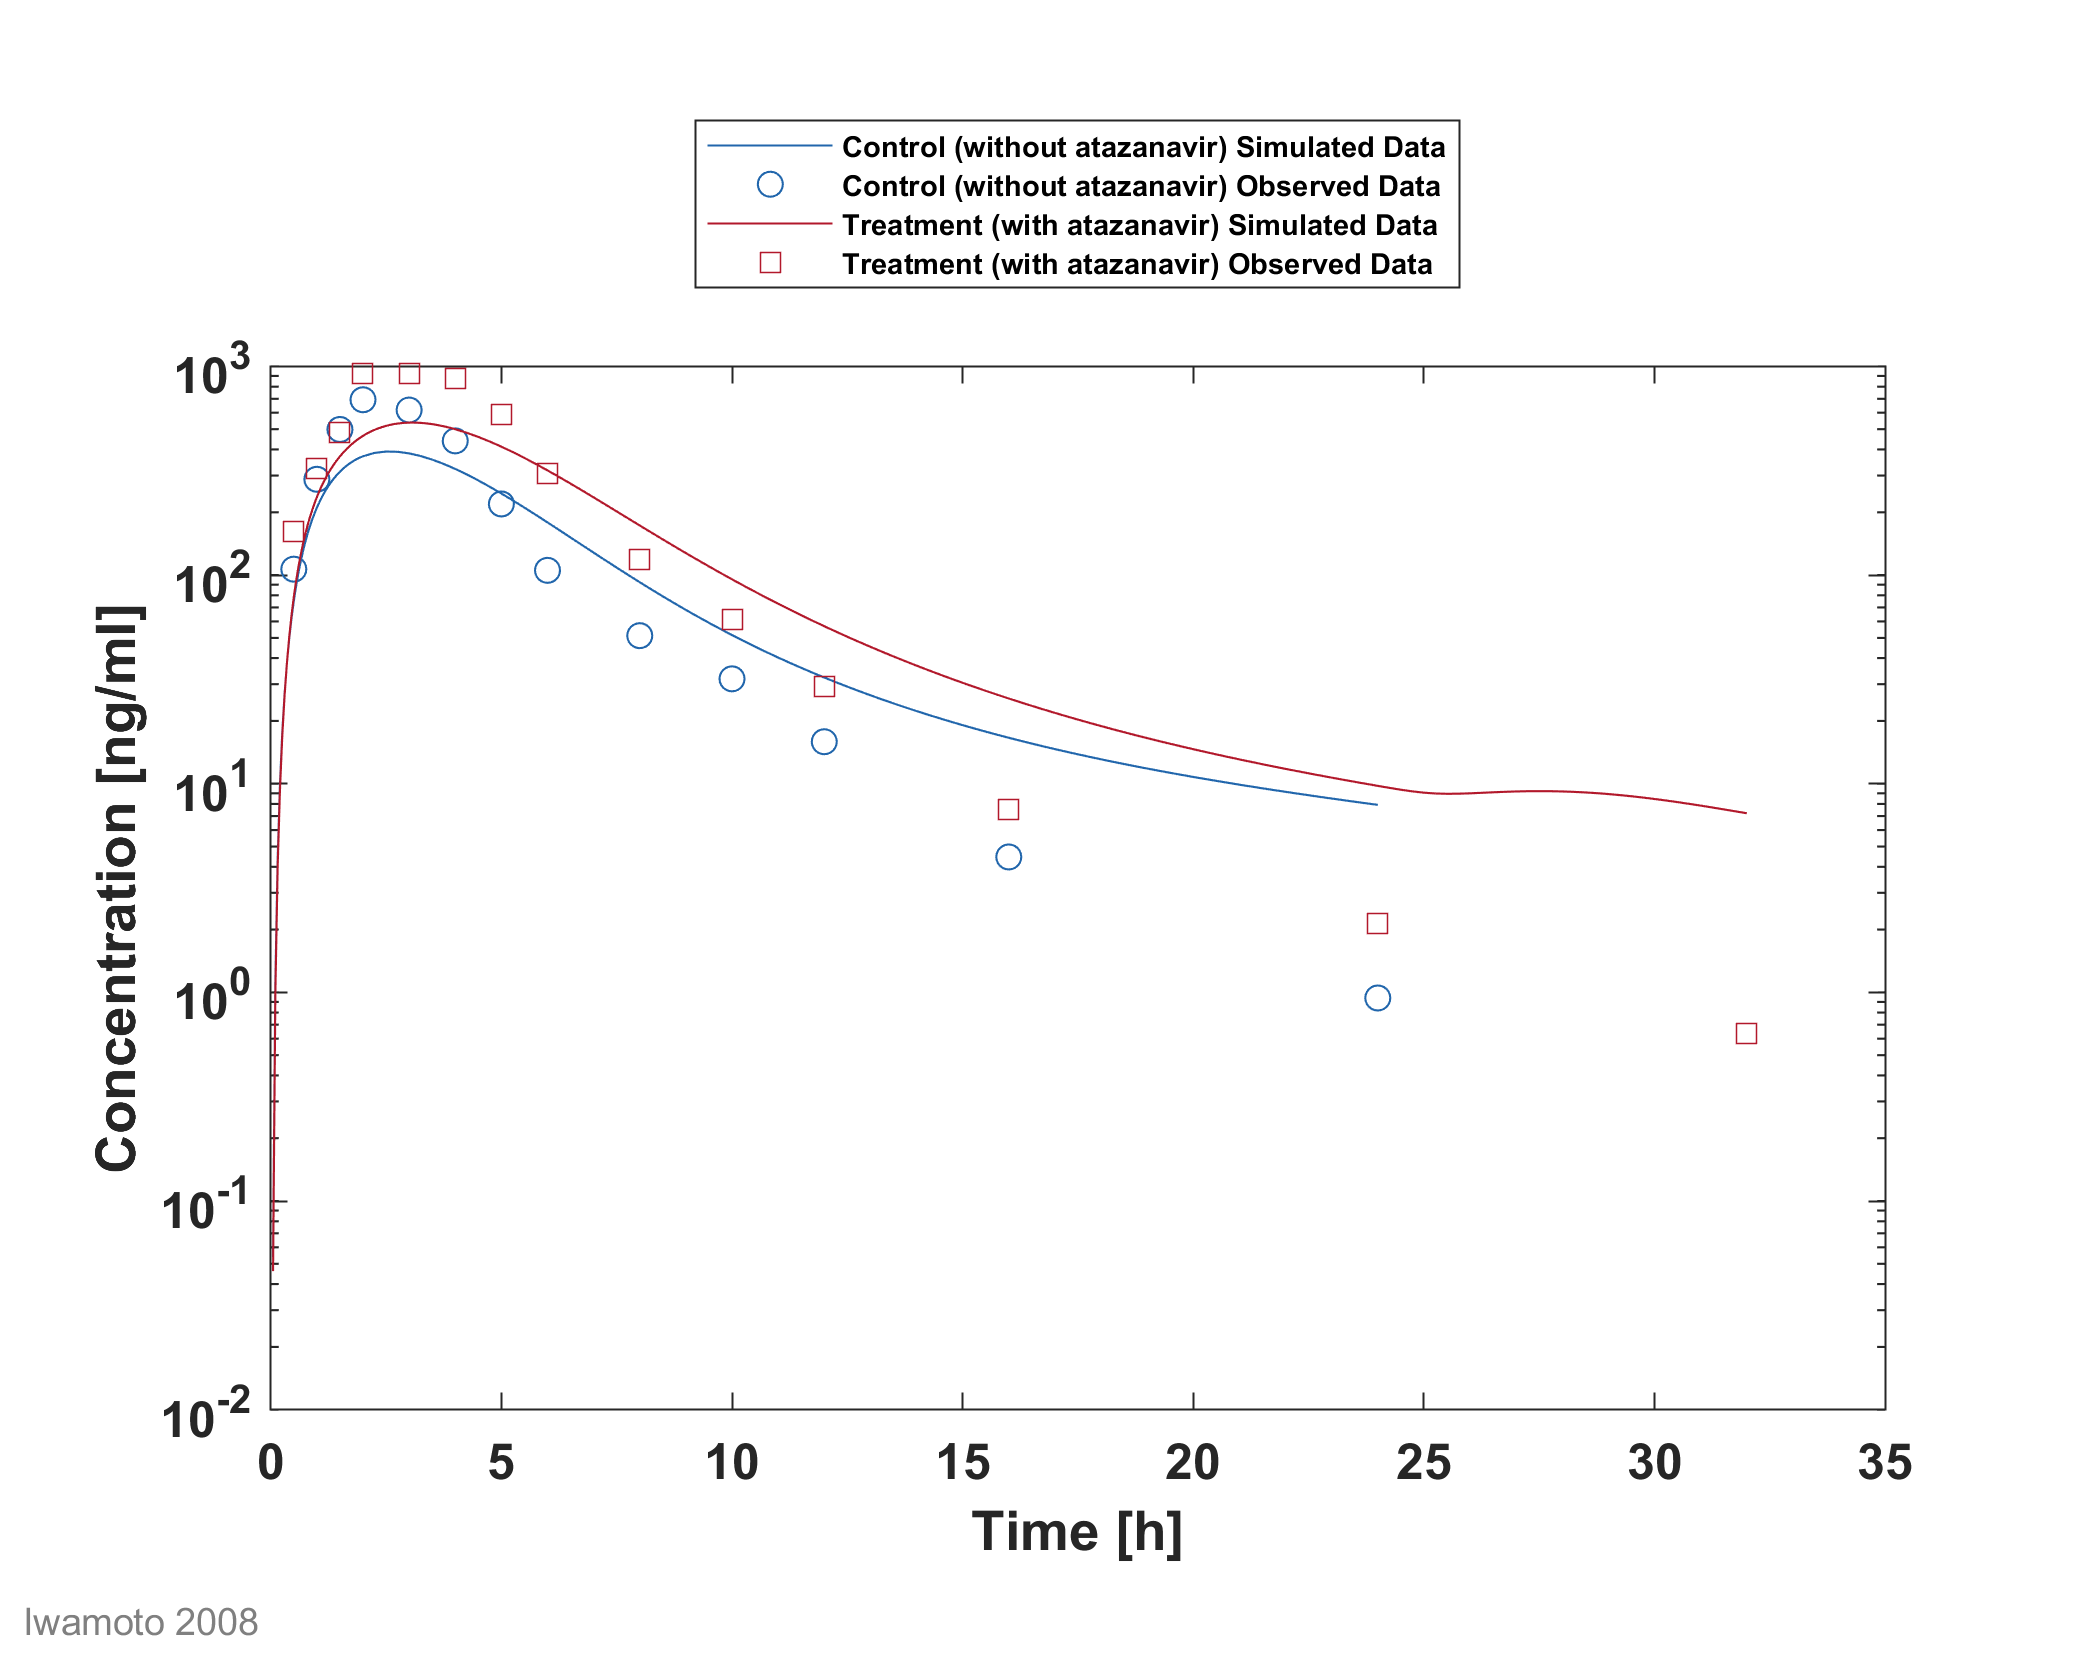 Control (without atazanavir) Simulated Data
Control (without atazanavir) Observed Data
Treatment (with atazanavir) Simulated Data
Treatment (with atazanavir) Observed Data
10^3
10^2
10^1
10^0
10^-1
10^-2
Concentration [ng/ml]
0 5 10 15 20 25 30 35
Time [h]
Iwamoto 2008